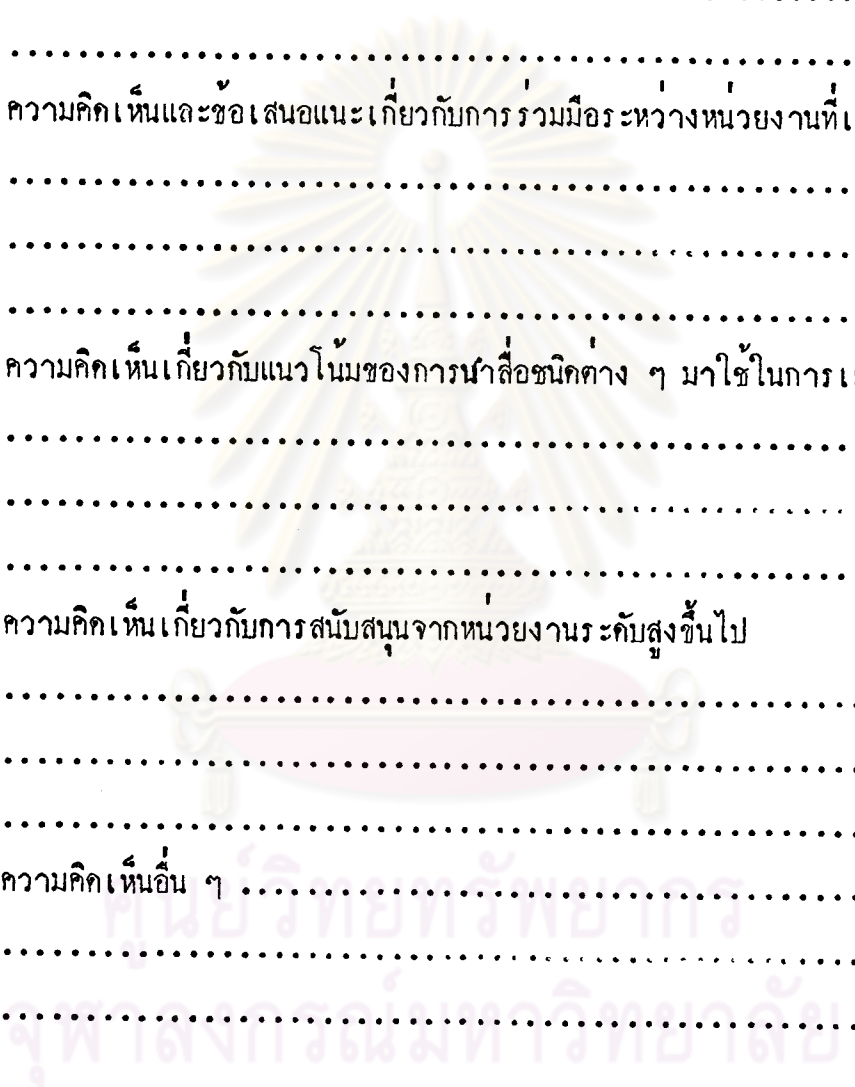 ความคิดเห็นและข้อเสนอแนะเกี่ยวกับการร่วมมือระหว่างหน่วยงานที่เ
ความคิดเห็นเกี่ยวกับแนวโน้มของการนำสื่อชนิดต่าง ๆ มาใช้ในการเ
ความคิดเห็นเกี่ยวกับการสนับสนุนจากหน่วยงานระดับสูงขึ้นไป
ความคิดเห็นอื่น ๆ ....................................
ศูนย์วิทยทรัพยากร
จุฬาลงกรณ์มหาวิทยาลัย